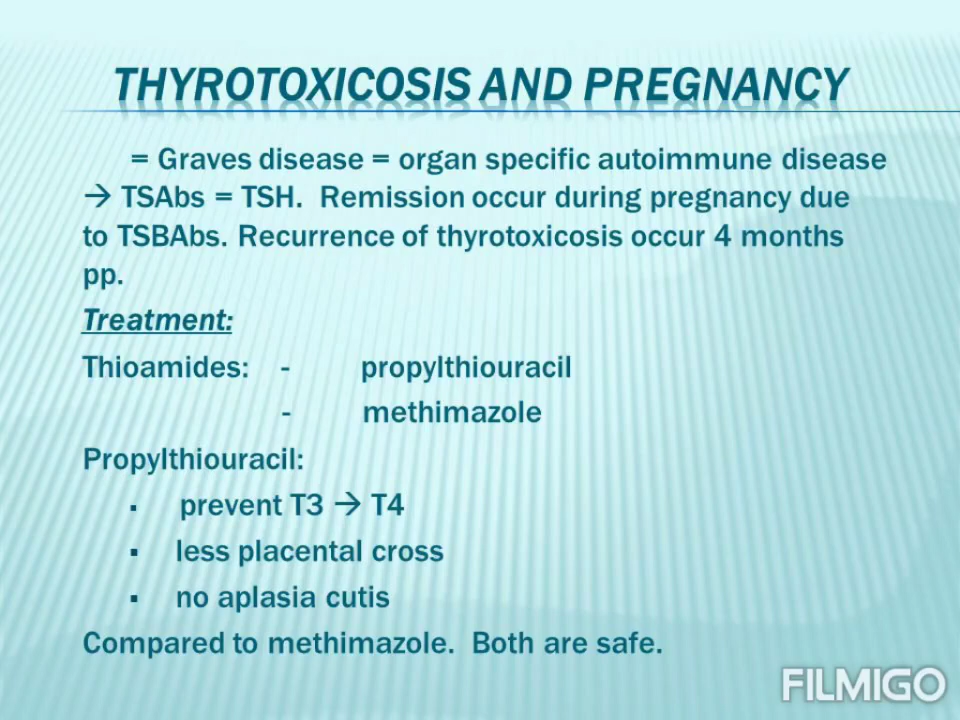 THYROTOXICOSIS AND PREGNANCY
= Graves disease = organ specific autoimmune disease
→ TSAbs = TSH. Remission occur during pregnancy due
to TSBAbs. Recurrence of thyrotoxicosis occur 4 months
pp.
Treatment:
Thioamides: - propylthiouracil
- methimazole
Propylthiouracil:
▪ prevent T3 → T4
▪ less placental cross
▪ no aplasia cutis
Compared to methimazole. Both are safe.
FILMIGO